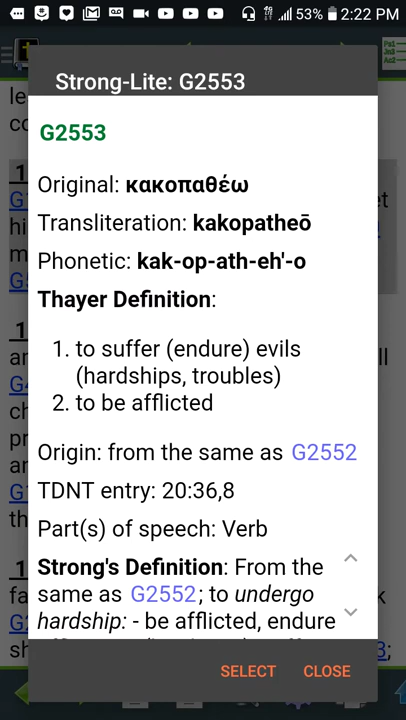 53% 2:22 PM
Strong-Lite: G2553
G2553
Original: κακοπαθέω
Transliteration: kakopatheō
Phonetic: kak-op-ath-eh'-o
Thayer Definition:
1. to suffer (endure) evils
(hardships, troubles)
2. to be afflicted
Origin: from the same as G2552
TDNT entry: 20:36,8
Part(s) of speech: Verb
Strong's Definition: From the
same as G2552; to undergo
hardship: - be afflicted, endure
SELECT CLOSE